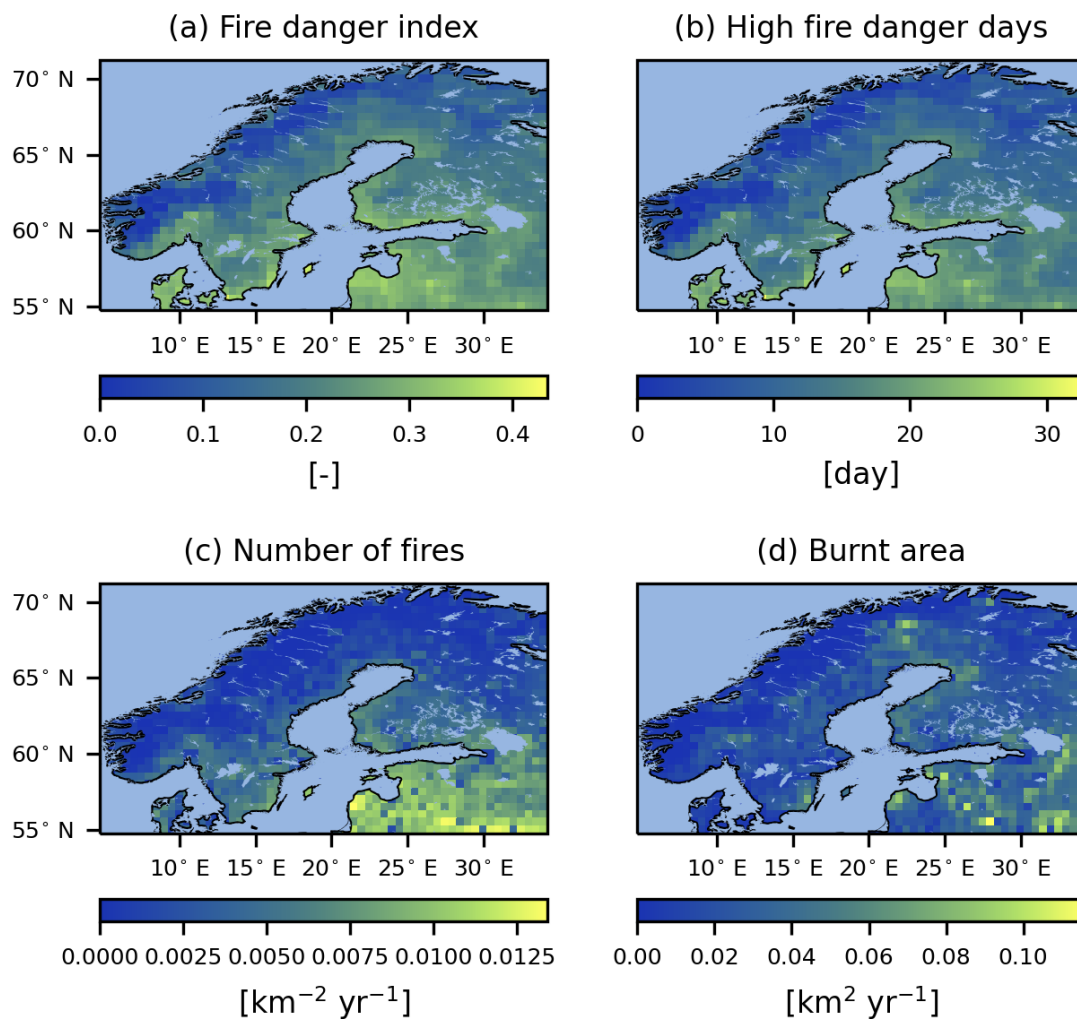 (a) Fire danger index
(b) High fire danger days
70° N
65° N
60° N
55° N
10° E 15° E 20° E 25° E 30° E
10° E 15° E 20° E 25° E 30° E
0.0 0.1 0.2 0.3 0.4
0 10 20 30
[-]
[day]
(c) Number of fires
(d) Burnt area
70° N
65° N
60° N
55° N
10° E 15° E 20° E 25° E 30° E
10° E 15° E 20° E 25° E 30° E
0.0000 0.0025 0.0050 0.0075 0.0100 0.0125
0.00 0.02 0.04 0.06 0.08 0.10
[km⁻² yr⁻¹]
[km² yr⁻¹]